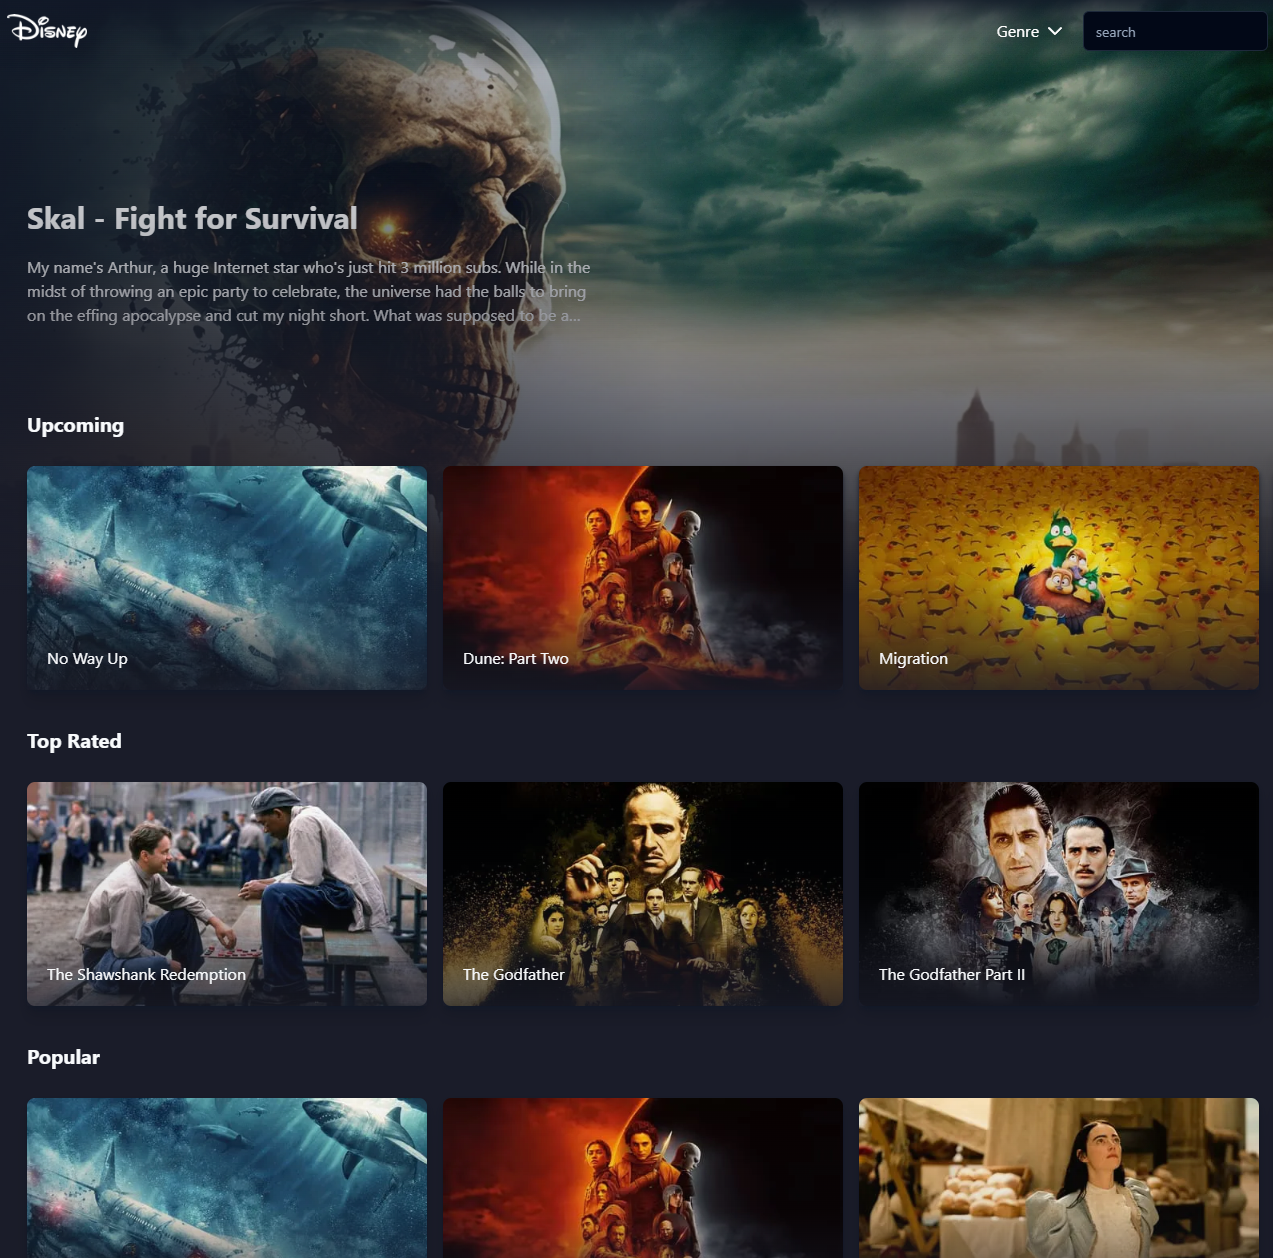 Disney
Genre
search
Skal - Fight for Survival
My name's Arthur, a huge Internet star who's just hit 3 million subs. While in the
midst of throwing an epic party to celebrate, the universe had the balls to bring
on the effing apocalypse and cut my night short. What was supposed to be a...
Upcoming
No Way Up
Dune: Part Two
Migration
Top Rated
The Shawshank Redemption
The Godfather
The Godfather Part II
Popular